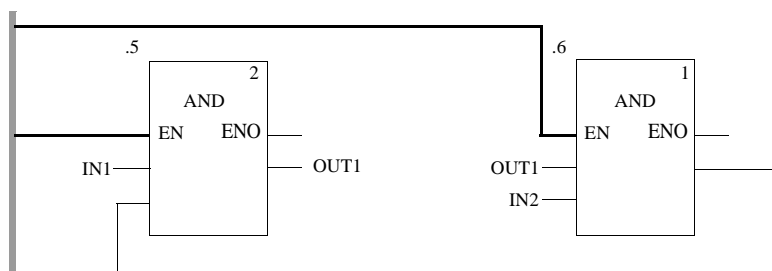 .5
2
AND
EN ENO
IN1
OUT1
.6
1
AND
EN ENO
OUT1
IN2